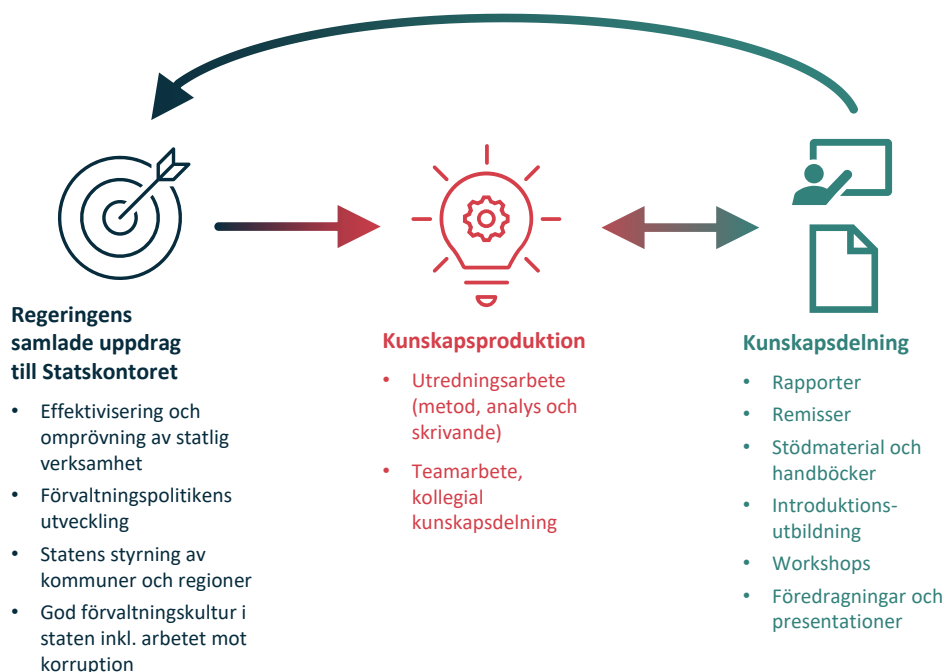 Regeringens
samlade uppdrag
till Statskontoret
• Effektivisering och
omprövning av statlig
verksamhet
• Förvaltningspolitikens
utveckling
• Statens styrning av
kommuner och regioner
• God förvaltningskultur i
staten inkl. arbetet mot
korruption
Kunskapsproduktion
• Utredningsarbete
(metod, analys och
skrivande)
• Teamarbete,
kollegial
kunskapsdelning
Kunskapsdelning
• Rapporter
• Remisser
• Stödmaterial och
handböcker
• Introduktions-
utbildning
• Workshops
• Föredragningar och
presentationer